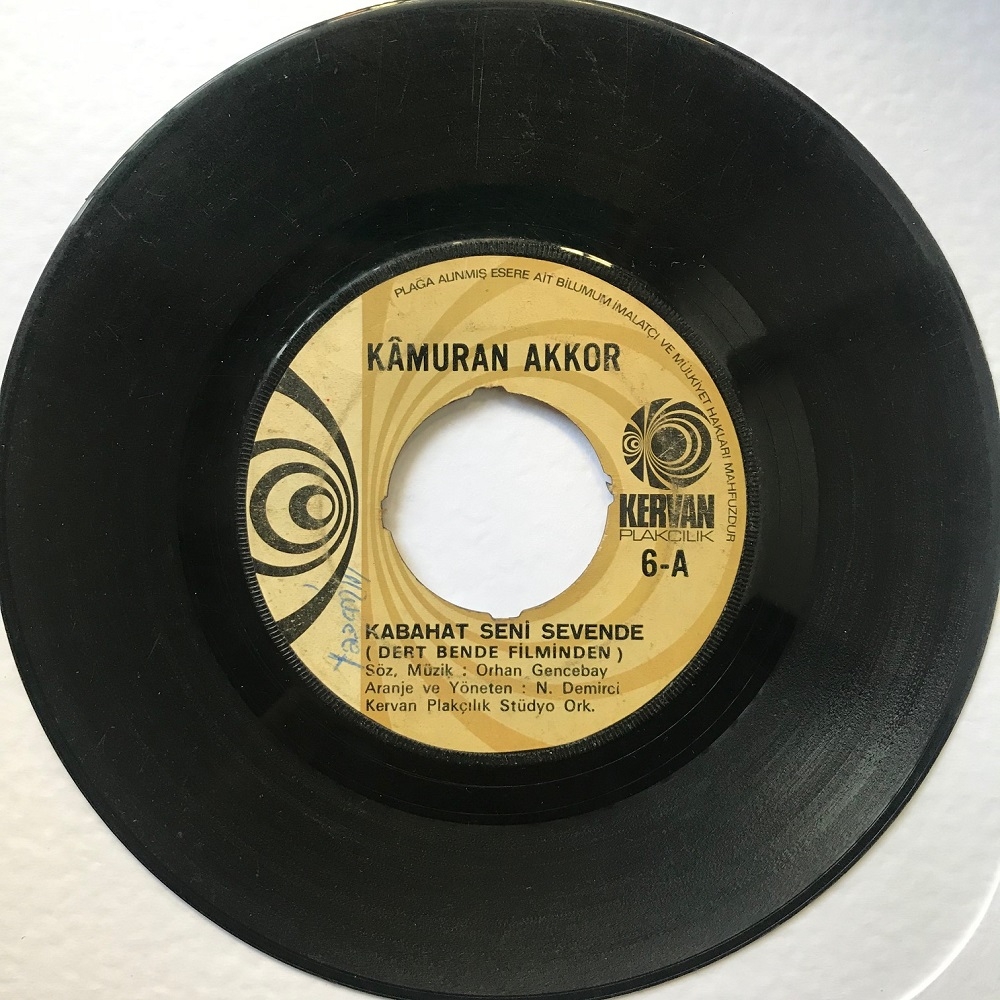 PLAĞA ALINMIŞ ESERE AİT BİLUMUM İMALATÇI VE MÜLKİYET HAKLARI MAHFUZDUR
KÂMURAN AKKOR
KERVAN
PLAKÇILIK
6-A
KABAHAT SENİ SEVENDE
( DERT BENDE FİLMİNDEN )
Söz, Müzik : Orhan Gencebay
Aranje ve Yöneten : N. Demirci
Kervan Plakçılık Stüdyo Ork.